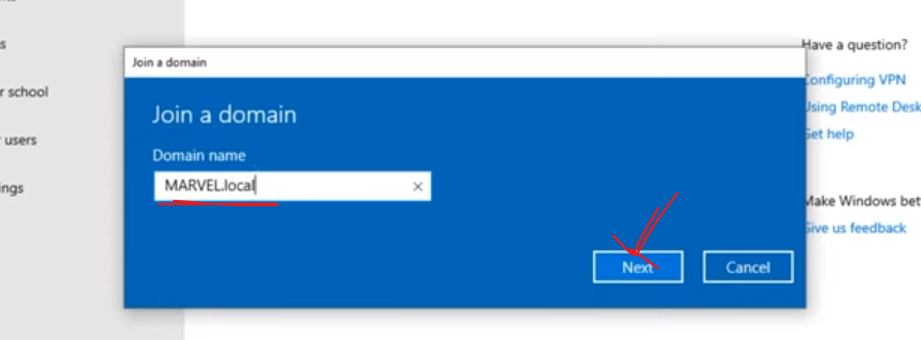 s
r school
r users
ings
Join a domain
Join a domain
Domain name
MARVEL.local
Next
Cancel
Have a question?
Configuring VPN
Using Remote Desk
Get help
Make Windows bet
Give us feedback